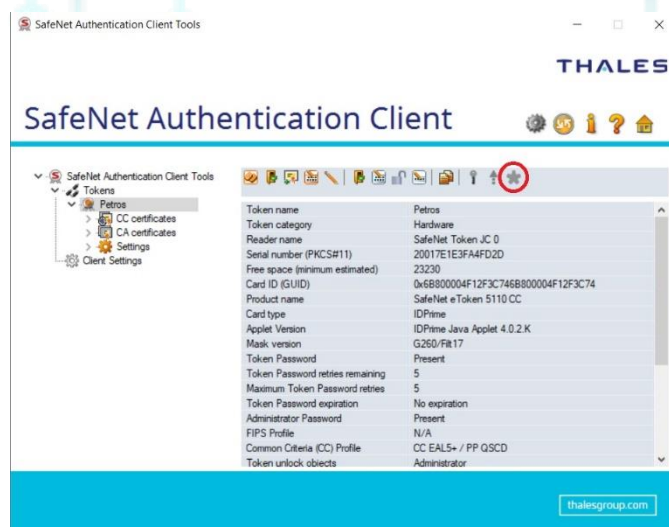 SafeNet Authentication Client Tools
THALES
SafeNet Authentication Client
SafeNet Authentication Client Tools
Tokens
Petros
CC certificates
CA certificates
Settings
Client Settings
Token name Petros
Token category Hardware
Reader name SafeNet Token JC 0
Serial number (PKCS#11) 20017E1E3FA4FD2D
Free space (minimum estimated) 23230
Card ID (GUID) 0x6B800004F12F3C746B800004F12F3C74
Product name SafeNet eToken 5110 CC
Card type IDPrime
Applet Version IDPrime Java Applet 4.0.2.K
Mask version G260/Filt17
Token Password Present
Token Password retries remaining 5
Maximum Token Password retries 5
Token Password expiration No expiration
Administrator Password Present
FIPS Profile N/A
Common Criteria (CC) Profile CC EAL5+ / PP QSCD
Token unlock objects Administrator
thalesgroup.com